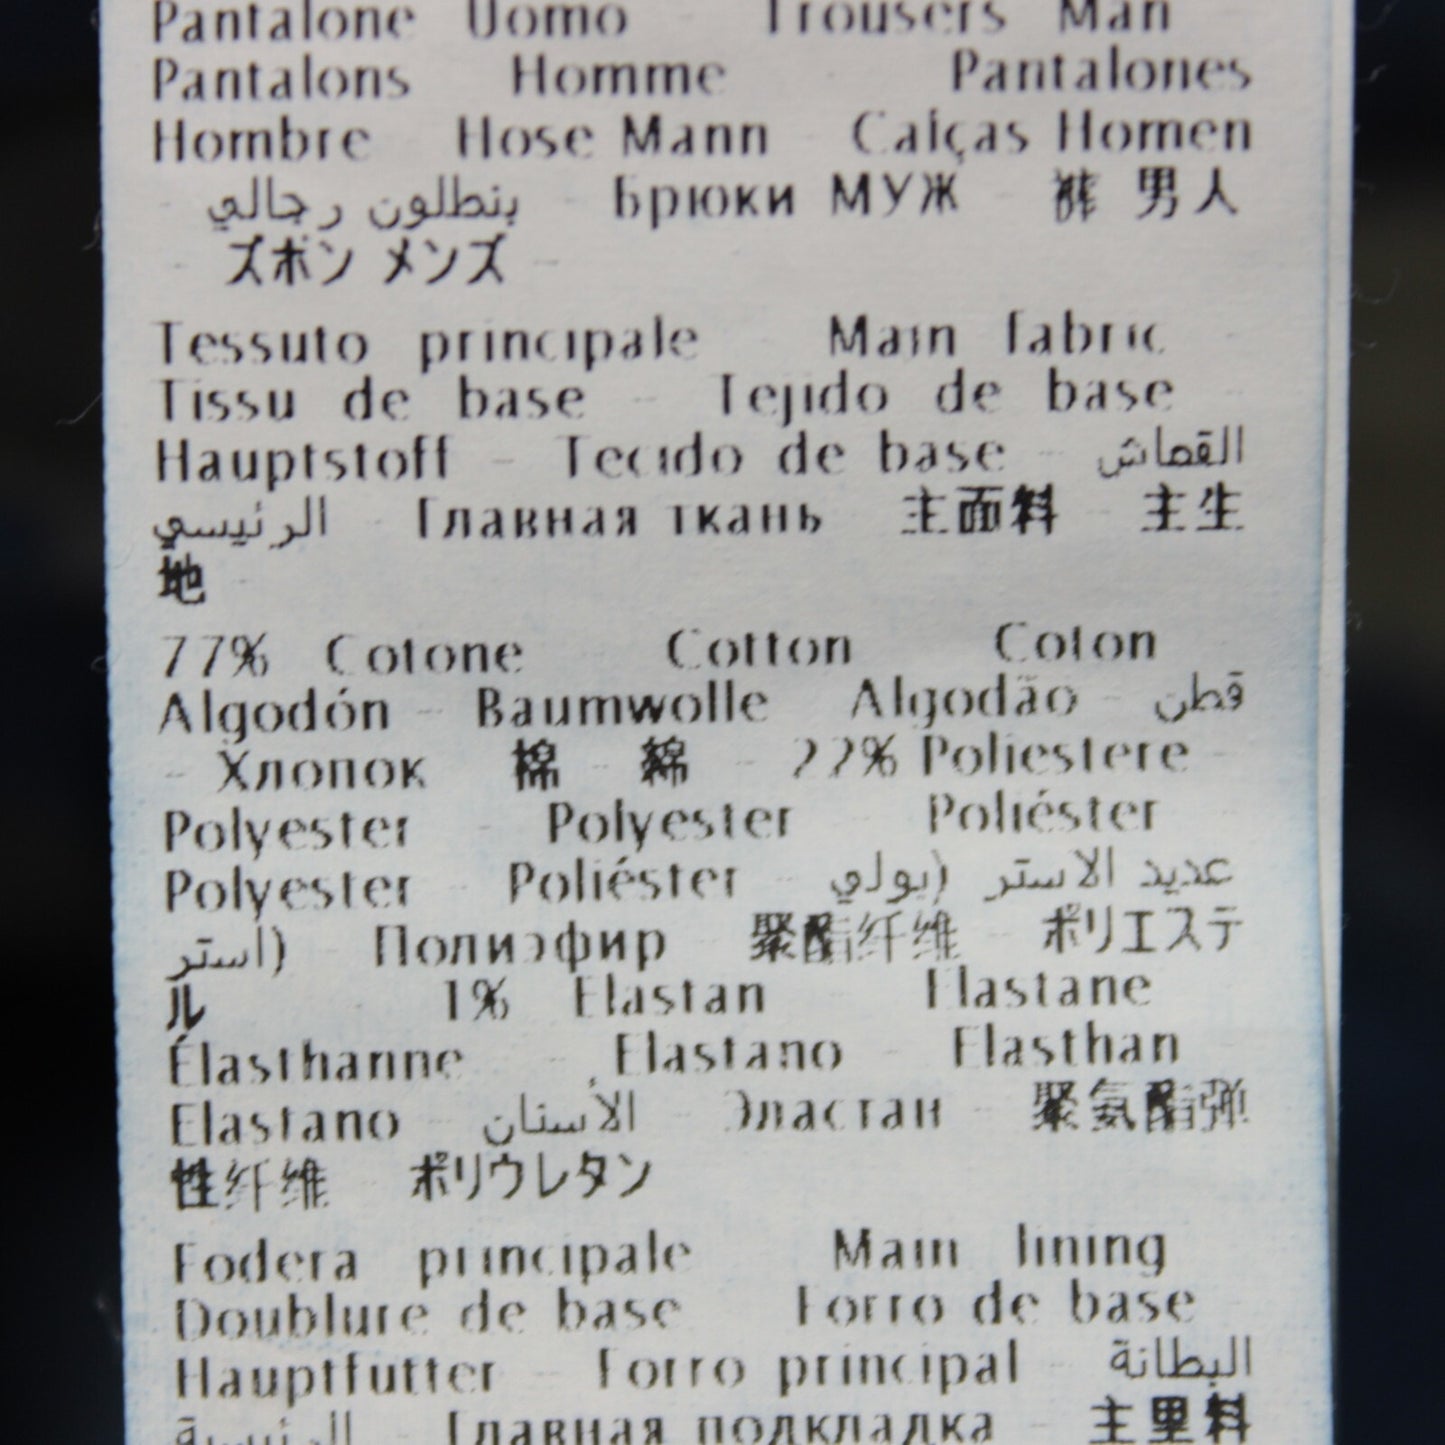 Pantalone Uomo - Trousers Man
Pantalons - Homme - Pantalones
Hombre - Hose Mann - Calças Homen
- بنطلون رجالي - Брюки МУЖ - 裤 男人
- ズボン メンズ -
Tessuto principale - Main fabric -
Tissu de base - Tejido de base -
Hauptstoff - Tecido de base - القماش
الرئيسي - Главная ткань - 主面料 - 主生
地
77% Cotone - Cotton - Coton -
Algodón - Baumwolle - Algodão - قطن
- Хлопок - 棉 - 綿 - 22% Poliestere -
Polyester - Polyester - Poliéster -
Polyester - Poliéster - عديد الاستر (بولي
استر) - Полиэфир - 聚酯纤维 - ポリエステ
ル 1% Elastan - Elastane -
Élasthanne - Elastano - Elasthan -
Elastano - الأسنان - Эластан - 聚氨酯弹
性纤维 - ポリウレタン
Fodera principale - Main lining -
Doublure de base - Forro de base -
Hauptfutter - Forro principal - البطانة
الرئيسية - Главная подкладка - 主里料